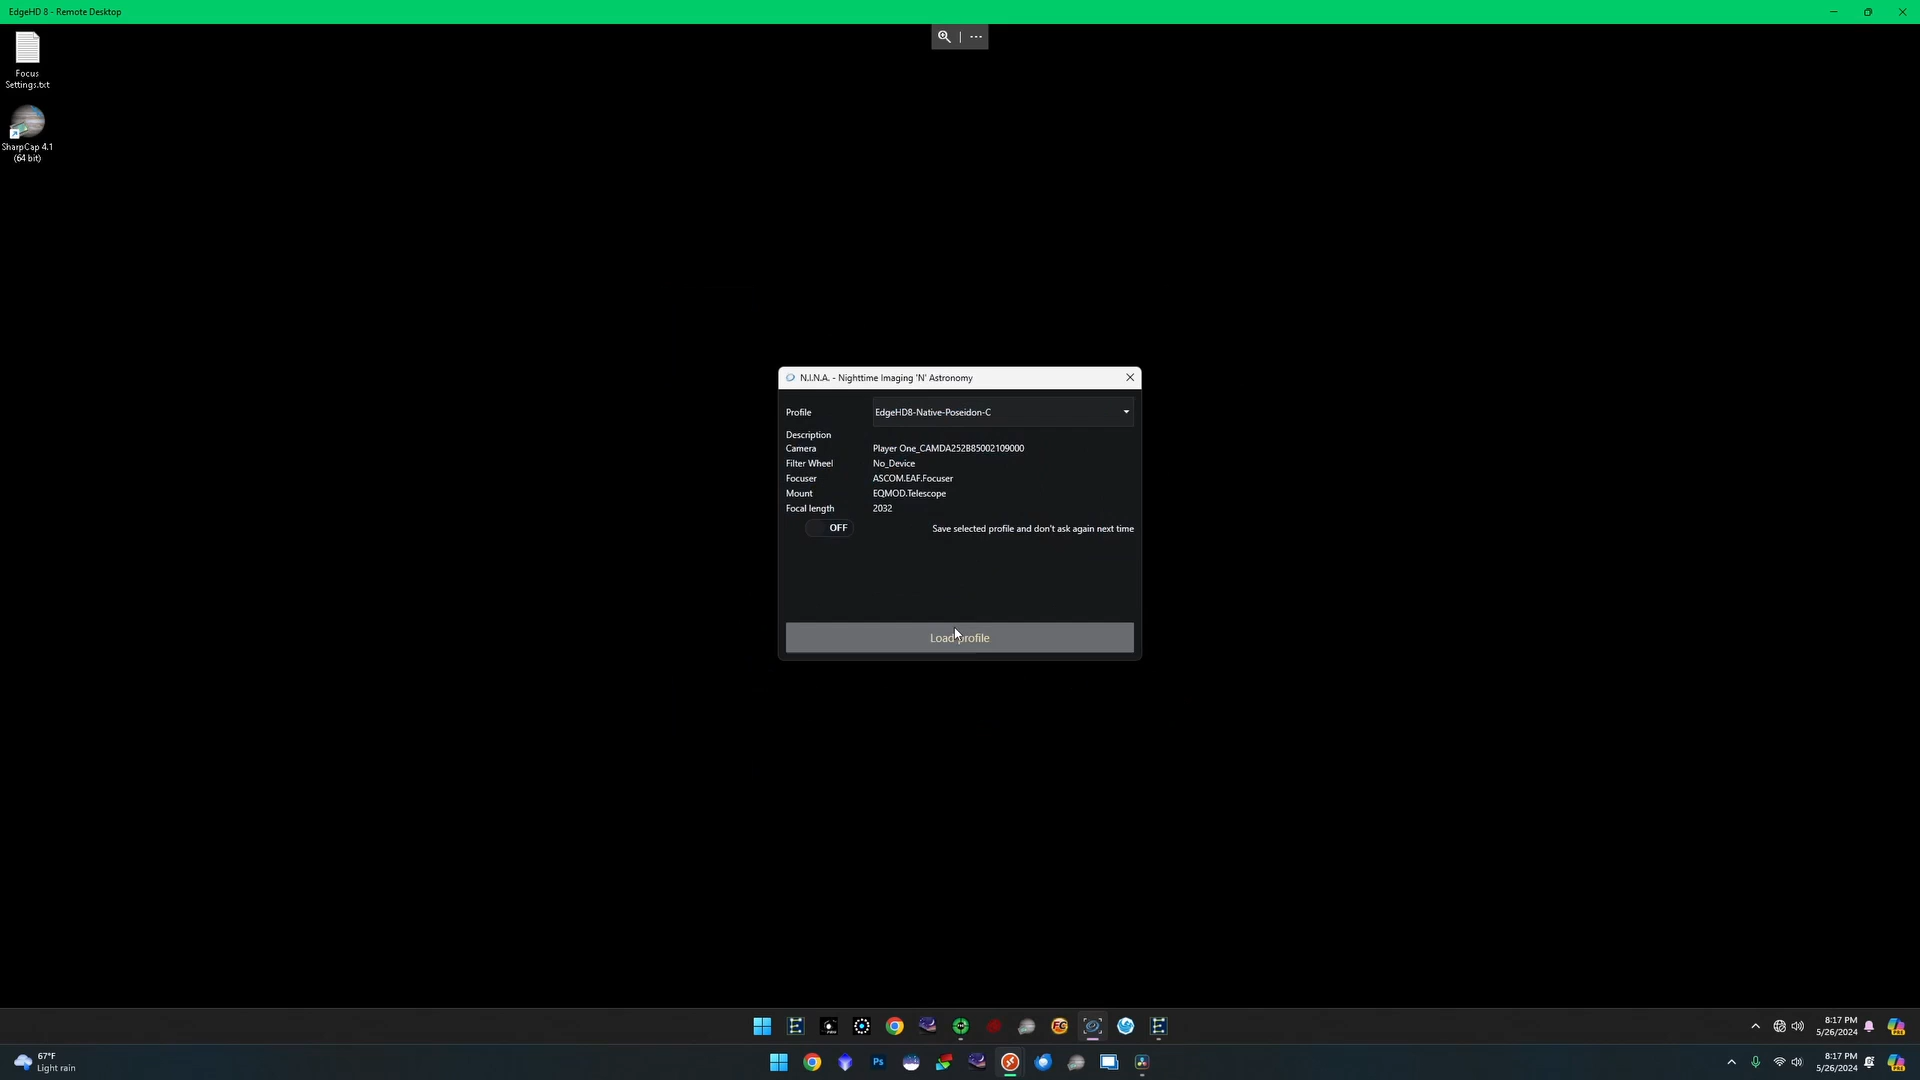 EdgeHD 8 - Remote Desktop
Focus
Settings.txt
SharpCap 4.1
(64 bit)
N.I.N.A. - Nighttime Imaging 'N' Astronomy
Profile EdgeHD8-Native-Poseidon-C
Description
Camera Player One_CAMDA252B85002109000
Filter Wheel No_Device
Focuser ASCOM.EAF.Focuser
Mount EQMOD.Telescope
Focal length 2032
OFF Save selected profile and don't ask again next time
Load profile
8:17 PM
5/26/2024
67°F
Light rain
Ps
8:17 PM
5/26/2024